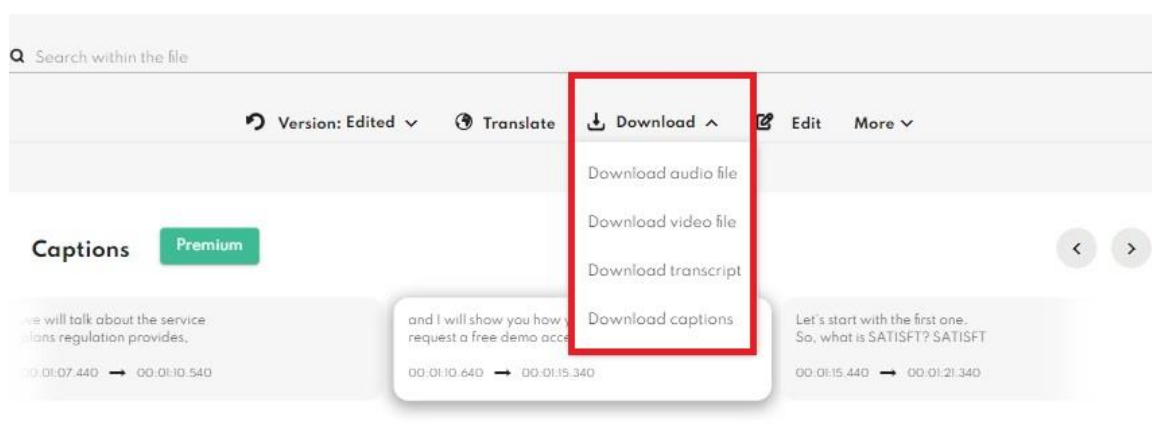 Search within the file
Version: Edited
Translate
Download
Edit
More
Download audio file
Download video file
Download transcript
Download captions
Captions
Premium
we will talk about the service
regulation provides,
00:01:07.440 → 00:01:10.540
and I will show you how
request a free demo
00:01:10.640 → 00:01:15.340
Let's start with the first one.
So, what is SATISFT? SATISFT
00:01:15.440 → 00:01:21.340